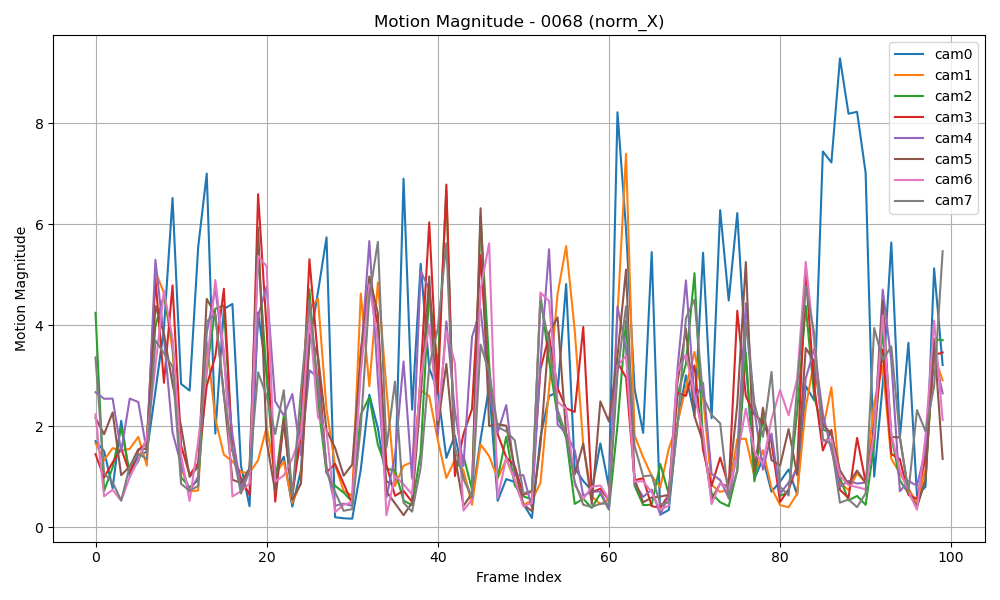 Motion Magnitude - 0068 (norm_X)
Motion Magnitude
8
6
4
2
0
0 20 40 60 80 100
Frame Index
cam0
cam1
cam2
cam3
cam4
cam5
cam6
cam7